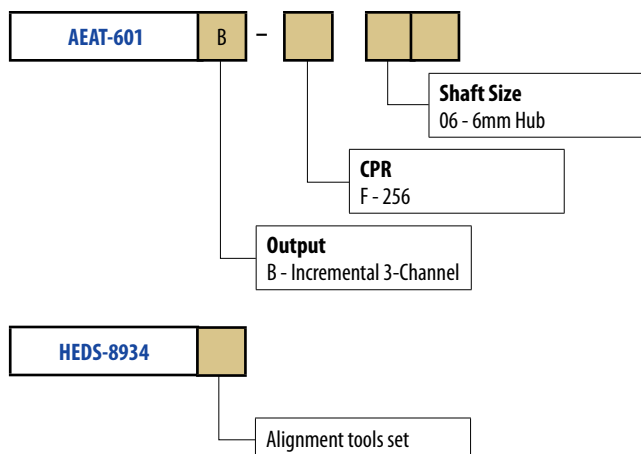 AEAT-601 B –
Shaft Size
06 - 6mm Hub
CPR
F - 256
Output
B - Incremental 3-Channel
HEDS-8934
Alignment tools set